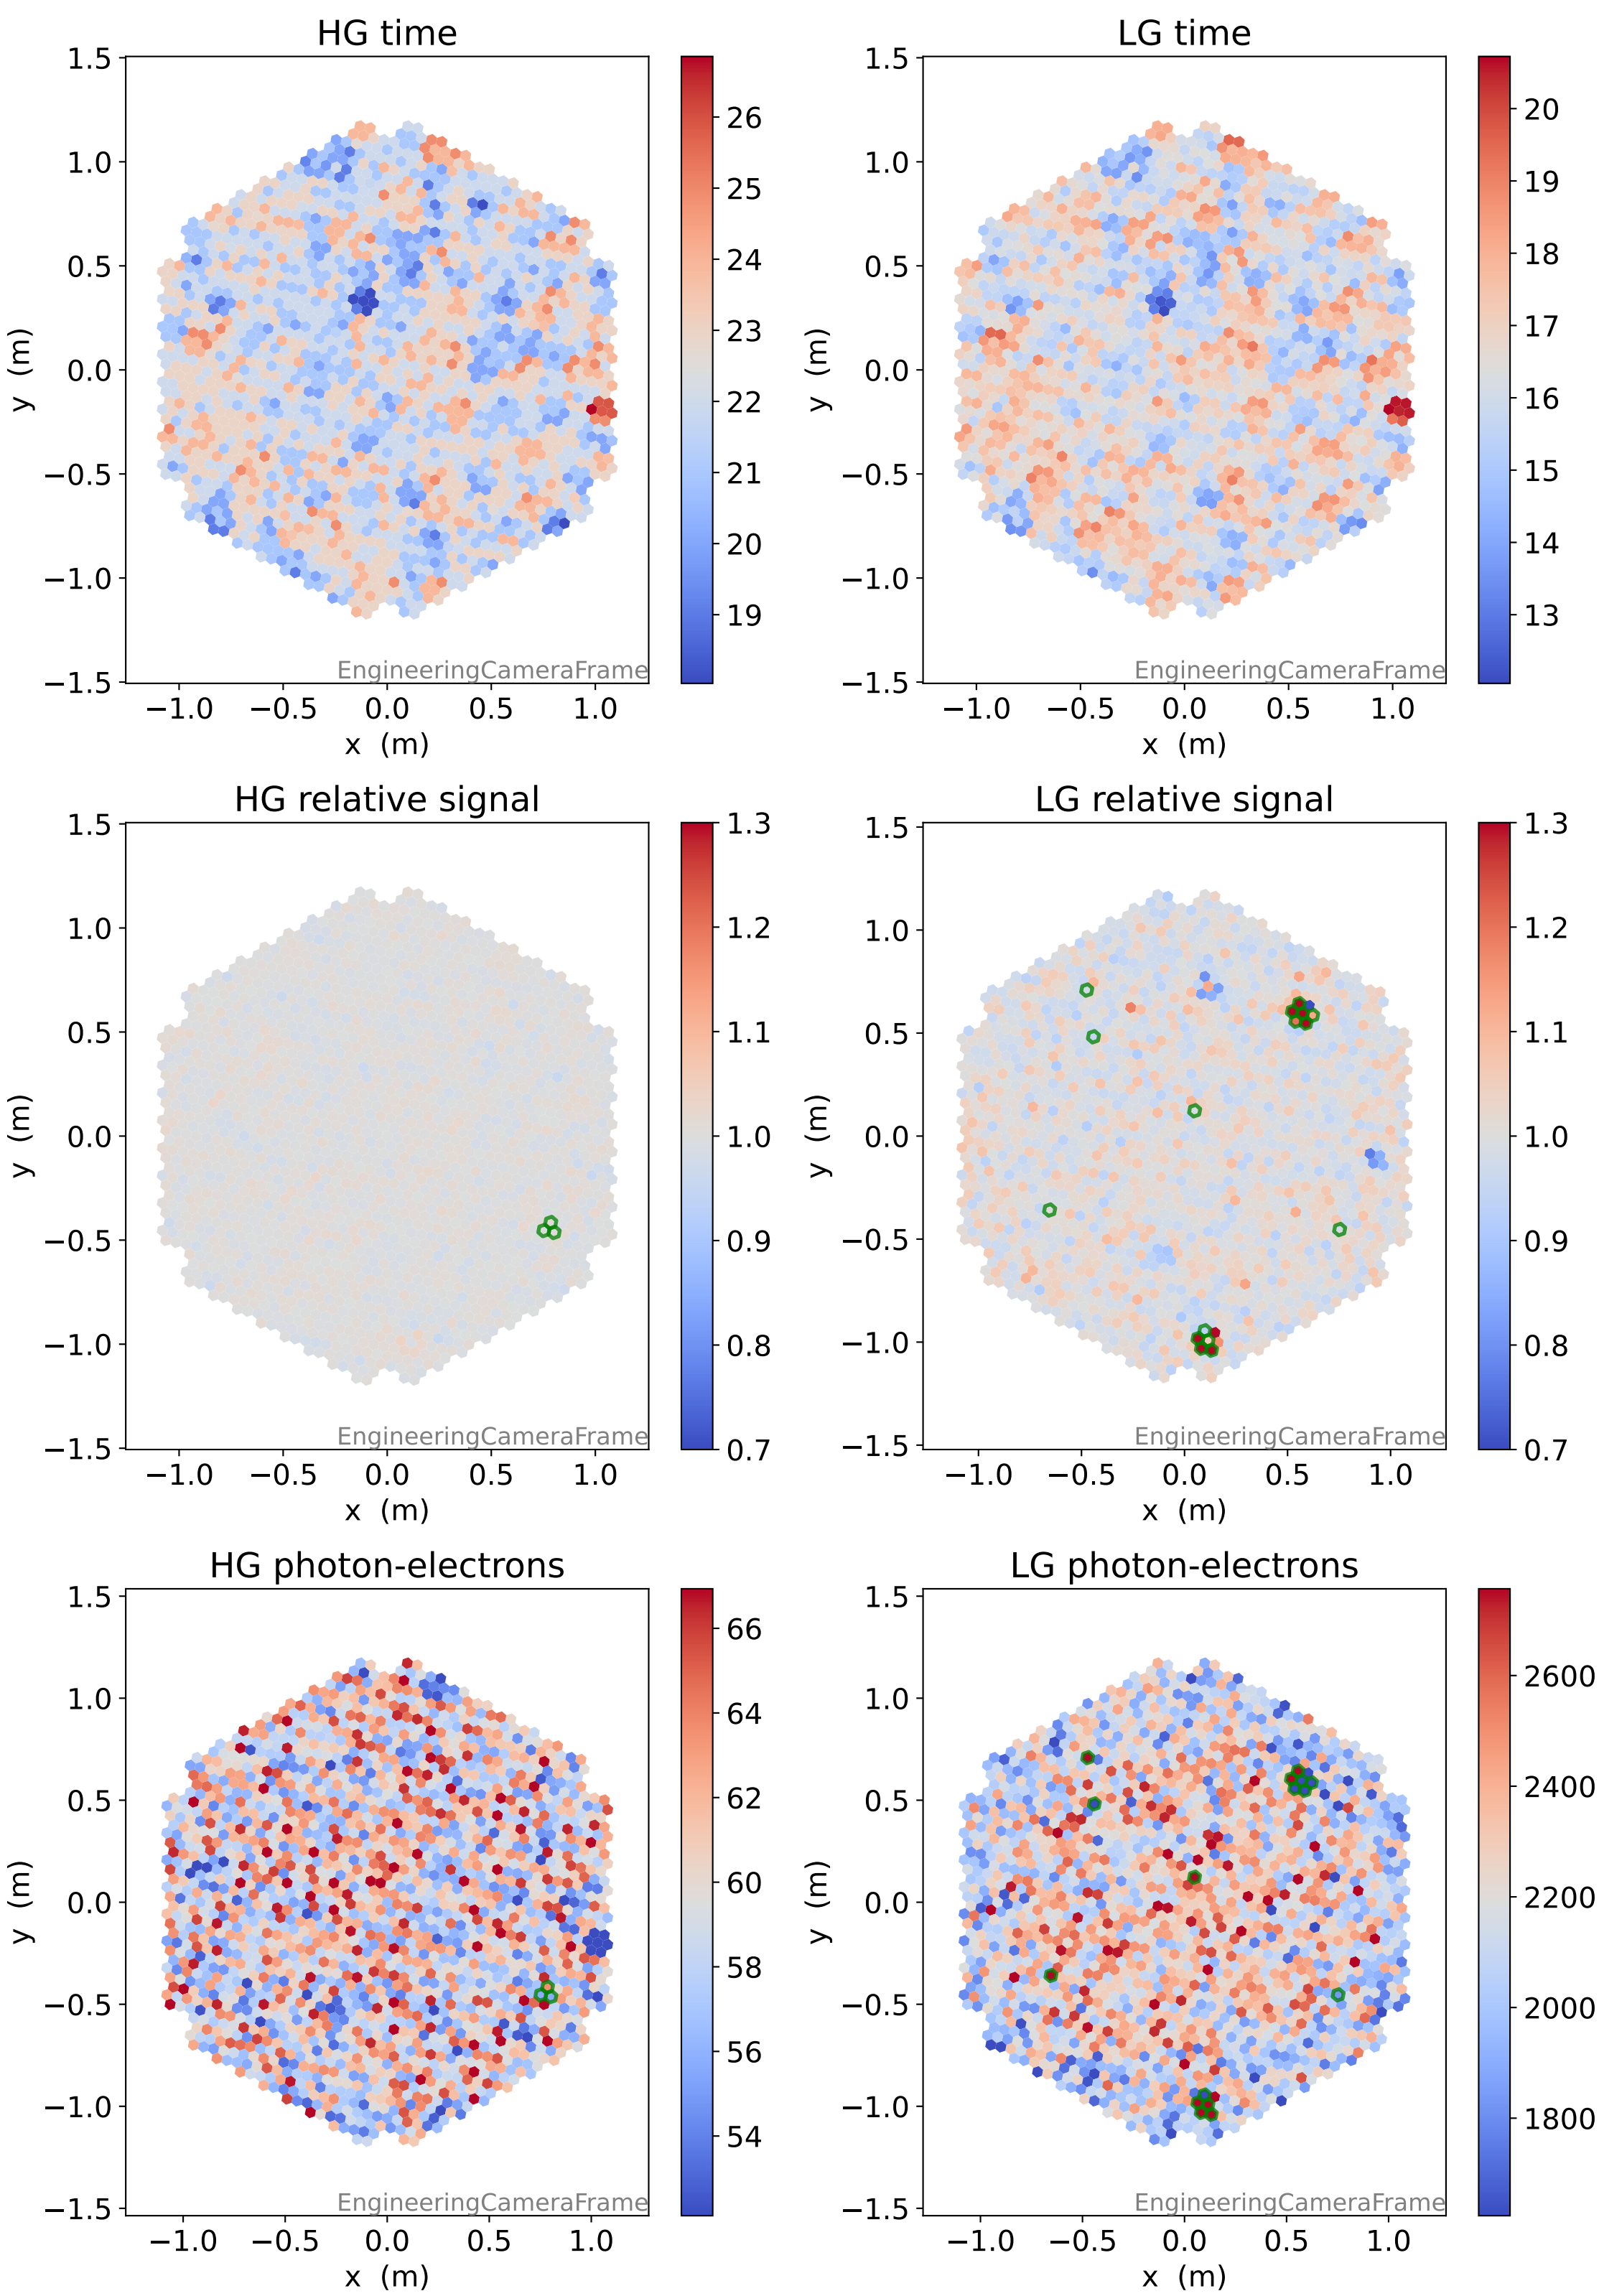 HG time
LG time
1.5
1.0
0.5
0.0
−0.5
−1.0
−1.5
y (m)
−1.0 −0.5 0.0 0.5 1.0
x (m)
EngineeringCameraFrame
26
25
24
23
22
21
20
19
1.5
1.0
0.5
0.0
−0.5
−1.0
−1.5
y (m)
−1.0 −0.5 0.0 0.5 1.0
x (m)
EngineeringCameraFrame
20
19
18
17
16
15
14
13
HG relative signal
LG relative signal
1.5
1.0
0.5
0.0
−0.5
−1.0
−1.5
y (m)
−1.0 −0.5 0.0 0.5 1.0
x (m)
EngineeringCameraFrame
1.3
1.2
1.1
1.0
0.9
0.8
0.7
1.5
1.0
0.5
0.0
−0.5
−1.0
−1.5
y (m)
−1.0 −0.5 0.0 0.5 1.0
x (m)
EngineeringCameraFrame
1.3
1.2
1.1
1.0
0.9
0.8
0.7
HG photon-electrons
LG photon-electrons
1.5
1.0
0.5
0.0
−0.5
−1.0
−1.5
y (m)
−1.0 −0.5 0.0 0.5 1.0
x (m)
EngineeringCameraFrame
66
64
62
60
58
56
54
1.5
1.0
0.5
0.0
−0.5
−1.0
−1.5
y (m)
−1.0 −0.5 0.0 0.5 1.0
x (m)
EngineeringCameraFrame
2600
2400
2200
2000
1800